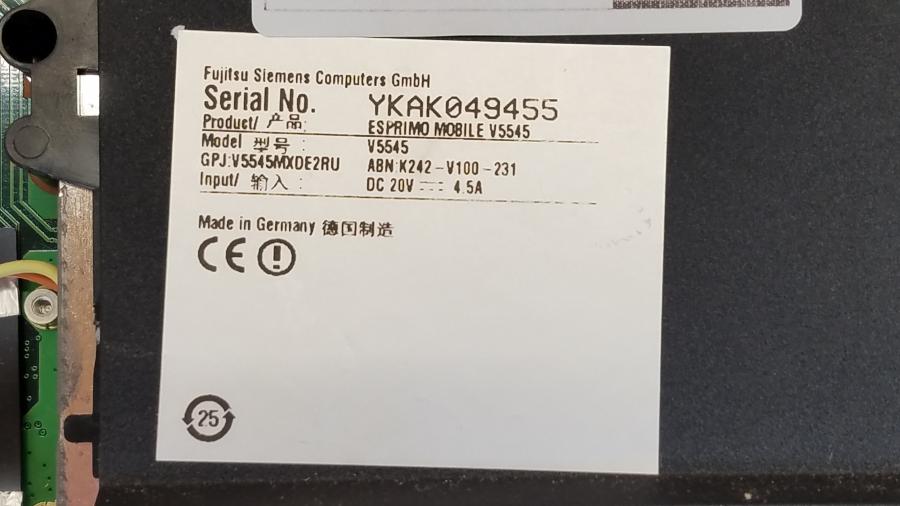 Fujitsu Siemens Computers GmbH
Serial No. YKAK049455
Product/ 产品: ESPRIMO MOBILE V5545
Model 型号: V5545
GPJ:V5545MXDE2RU ABN:K242-V100-231
Input/ 输入: DC 20V ⎓ 4.5A
Made in Germany 德国制造
CE
25